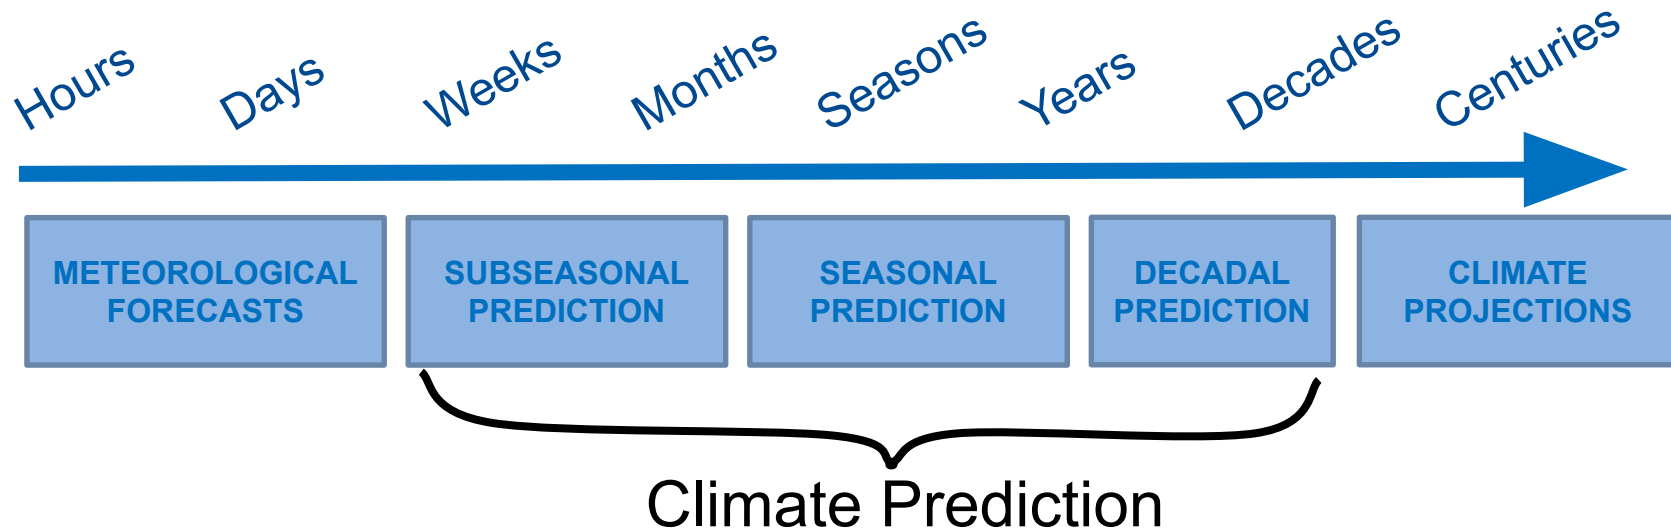 Hours
Days
Weeks
Months
Seasons
Years
Decades
Centuries
METEOROLOGICAL
FORECASTS
SUBSEASONAL
PREDICTION
SEASONAL
PREDICTION
DECADAL
PREDICTION
CLIMATE
PROJECTIONS
Climate Prediction